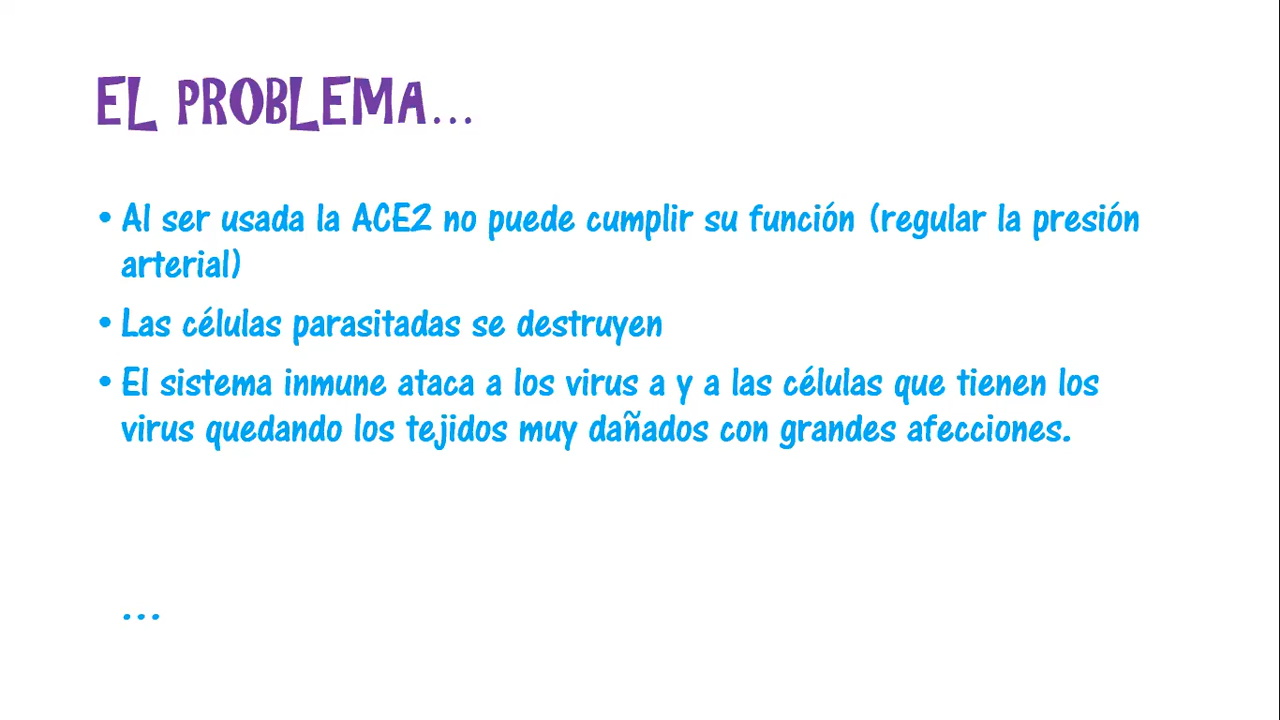 EL PROBLEMA...
• Al ser usada la ACE2 no puede cumplir su función (regular la presión
arterial)
• Las células parasitadas se destruyen
• El sistema inmune ataca a los virus a y a las células que tienen los
virus quedando los tejidos muy dañados con grandes afecciones.
...